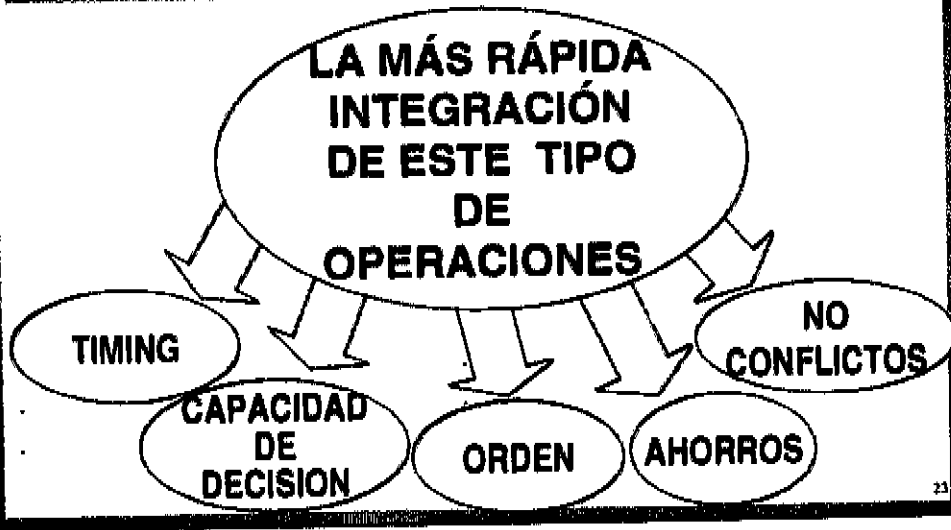 LA MÁS RÁPIDA
INTEGRACIÓN
DE ESTE TIPO
DE
OPERACIONES
TIMING
CAPACIDAD
DE
DECISION
ORDEN
AHORROS
NO
CONFLICTOS
23